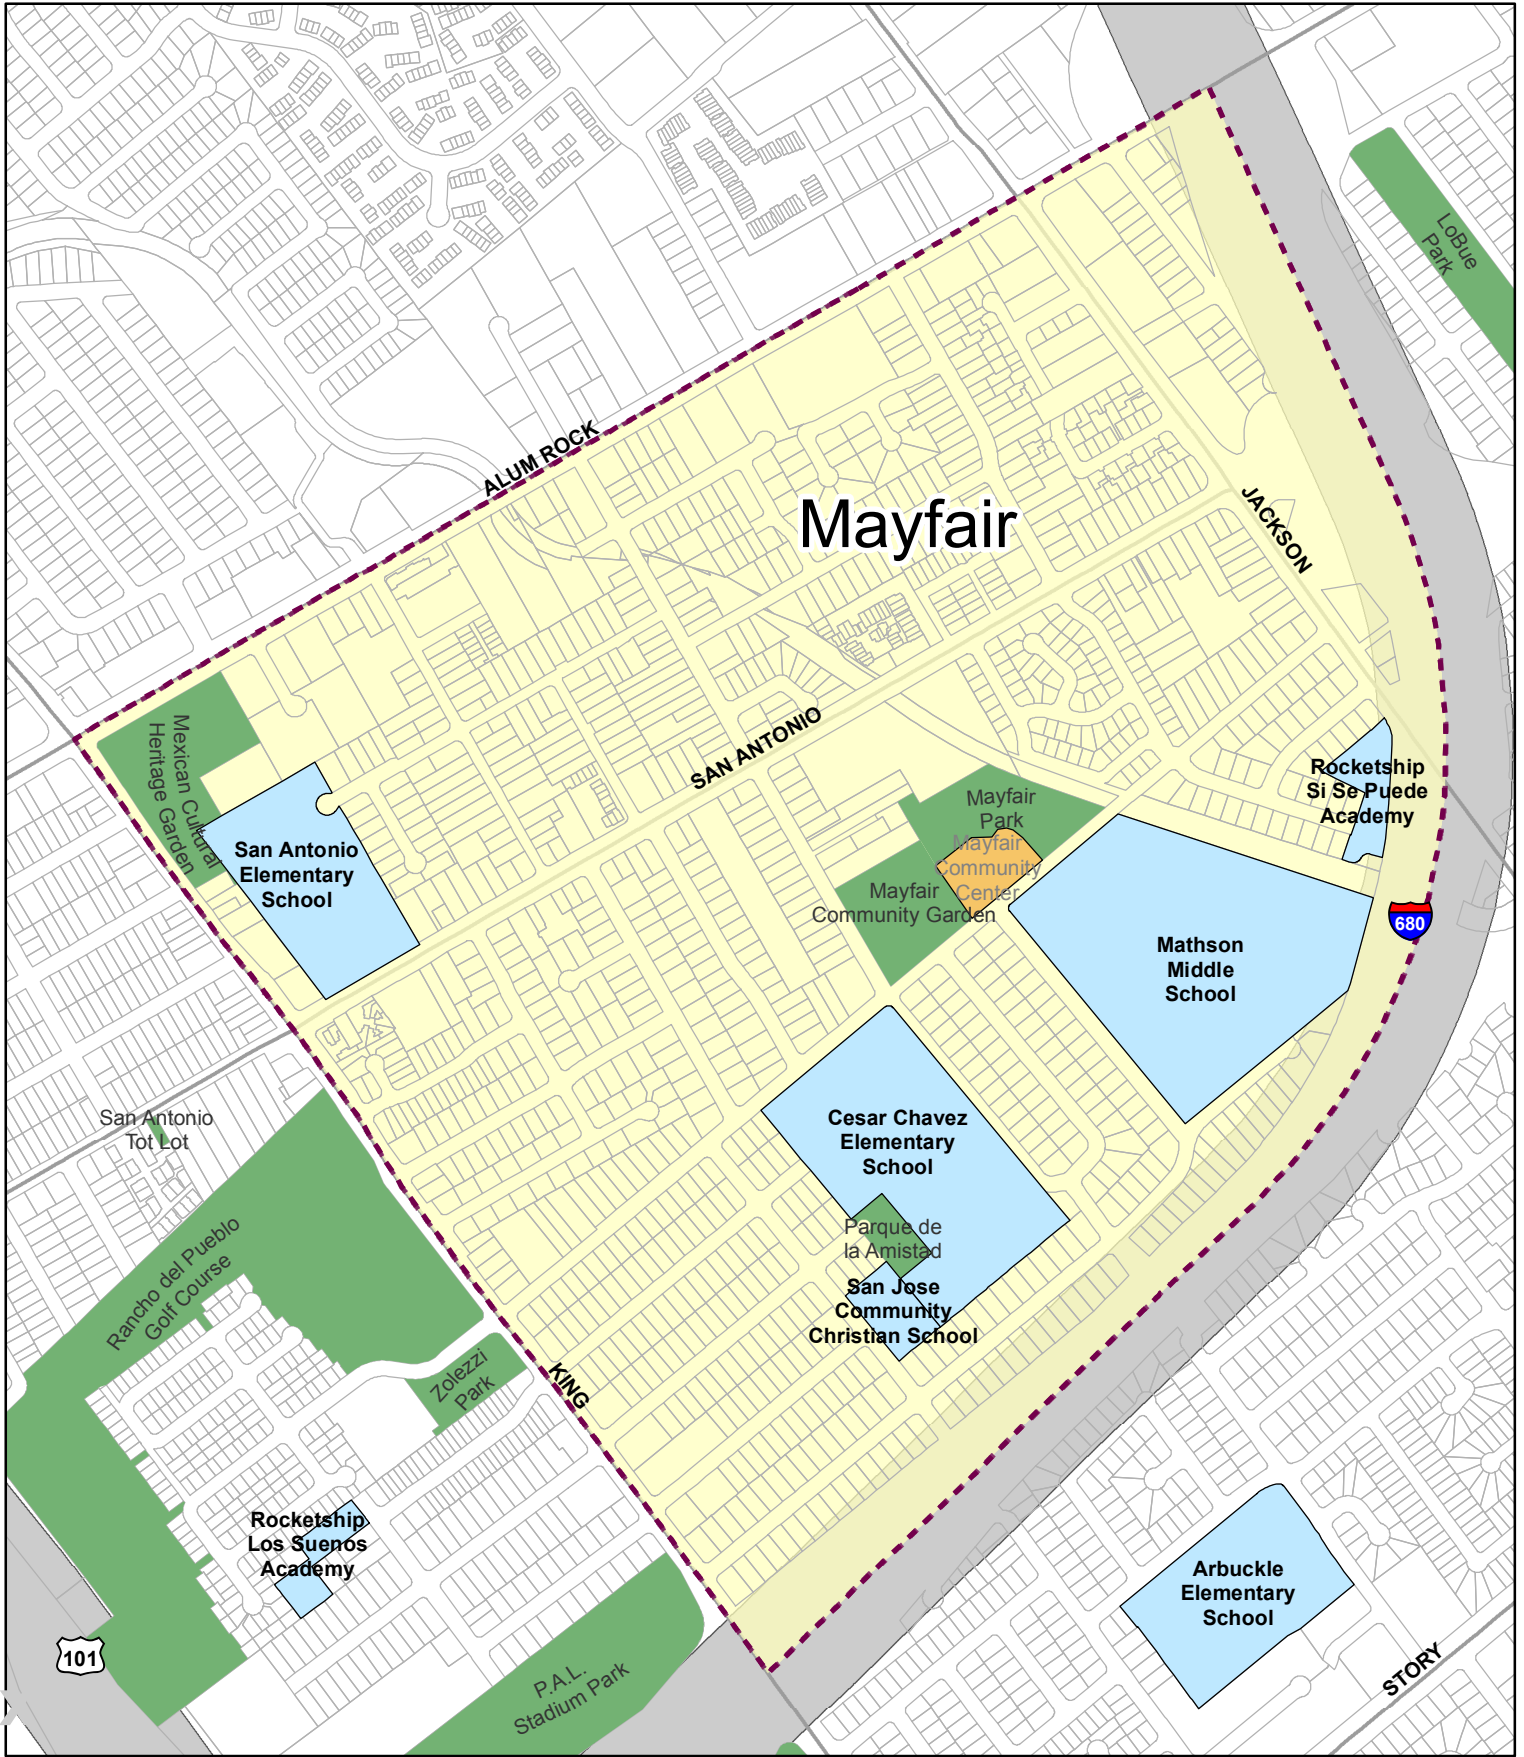 LoBue
Park
ALUM ROCK
Mayfair
JACKSON
Mexican Cultural
Heritage Garden
SAN ANTONIO
Rocketship
Si Se Puede
Academy
Mayfair
Park
Mayfair
Community
Center
San Antonio
Elementary
School
Mayfair
Community Garden
680
Mathson
Middle
School
San Antonio
Tot Lot
Cesar Chavez
Elementary
School
Parque de
la Amistad
Rancho del Pueblo
Golf Course
San Jose
Community
Christian School
Zolezzi
Park
KING
Rocketship
Los Suenos
Academy
Arbuckle
Elementary
School
101
P.A.L.
Stadium Park
STORY